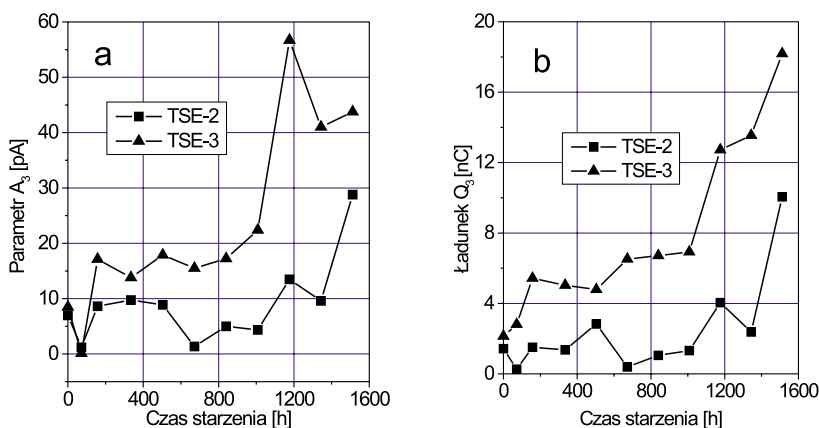 a
60
50
40
30
20
10
0
Parametr A₃ [pA]
TSE-2
TSE-3
0 400 800 1200 1600
Czas starzenia [h]
b
20
16
12
8
4
0
Ładunek Q₃ [nC]
TSE-2
TSE-3
0 400 800 1200 1600
Czas starzenia [h]